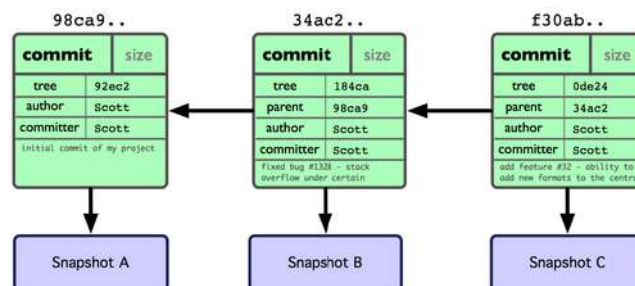 98ca9..
commit size
tree 92ec2
author Scott
committer Scott
initial commit of my project
Snapshot A
34ac2..
commit size
tree 184ca
parent 98ca9
author Scott
committer Scott
fixed bug #1328 - stack
overflow under certain
Snapshot B
f30ab..
commit size
tree 0de24
parent 34ac2
author Scott
committer Scott
add feature #32 - ability to
add new formats to the centra
Snapshot C